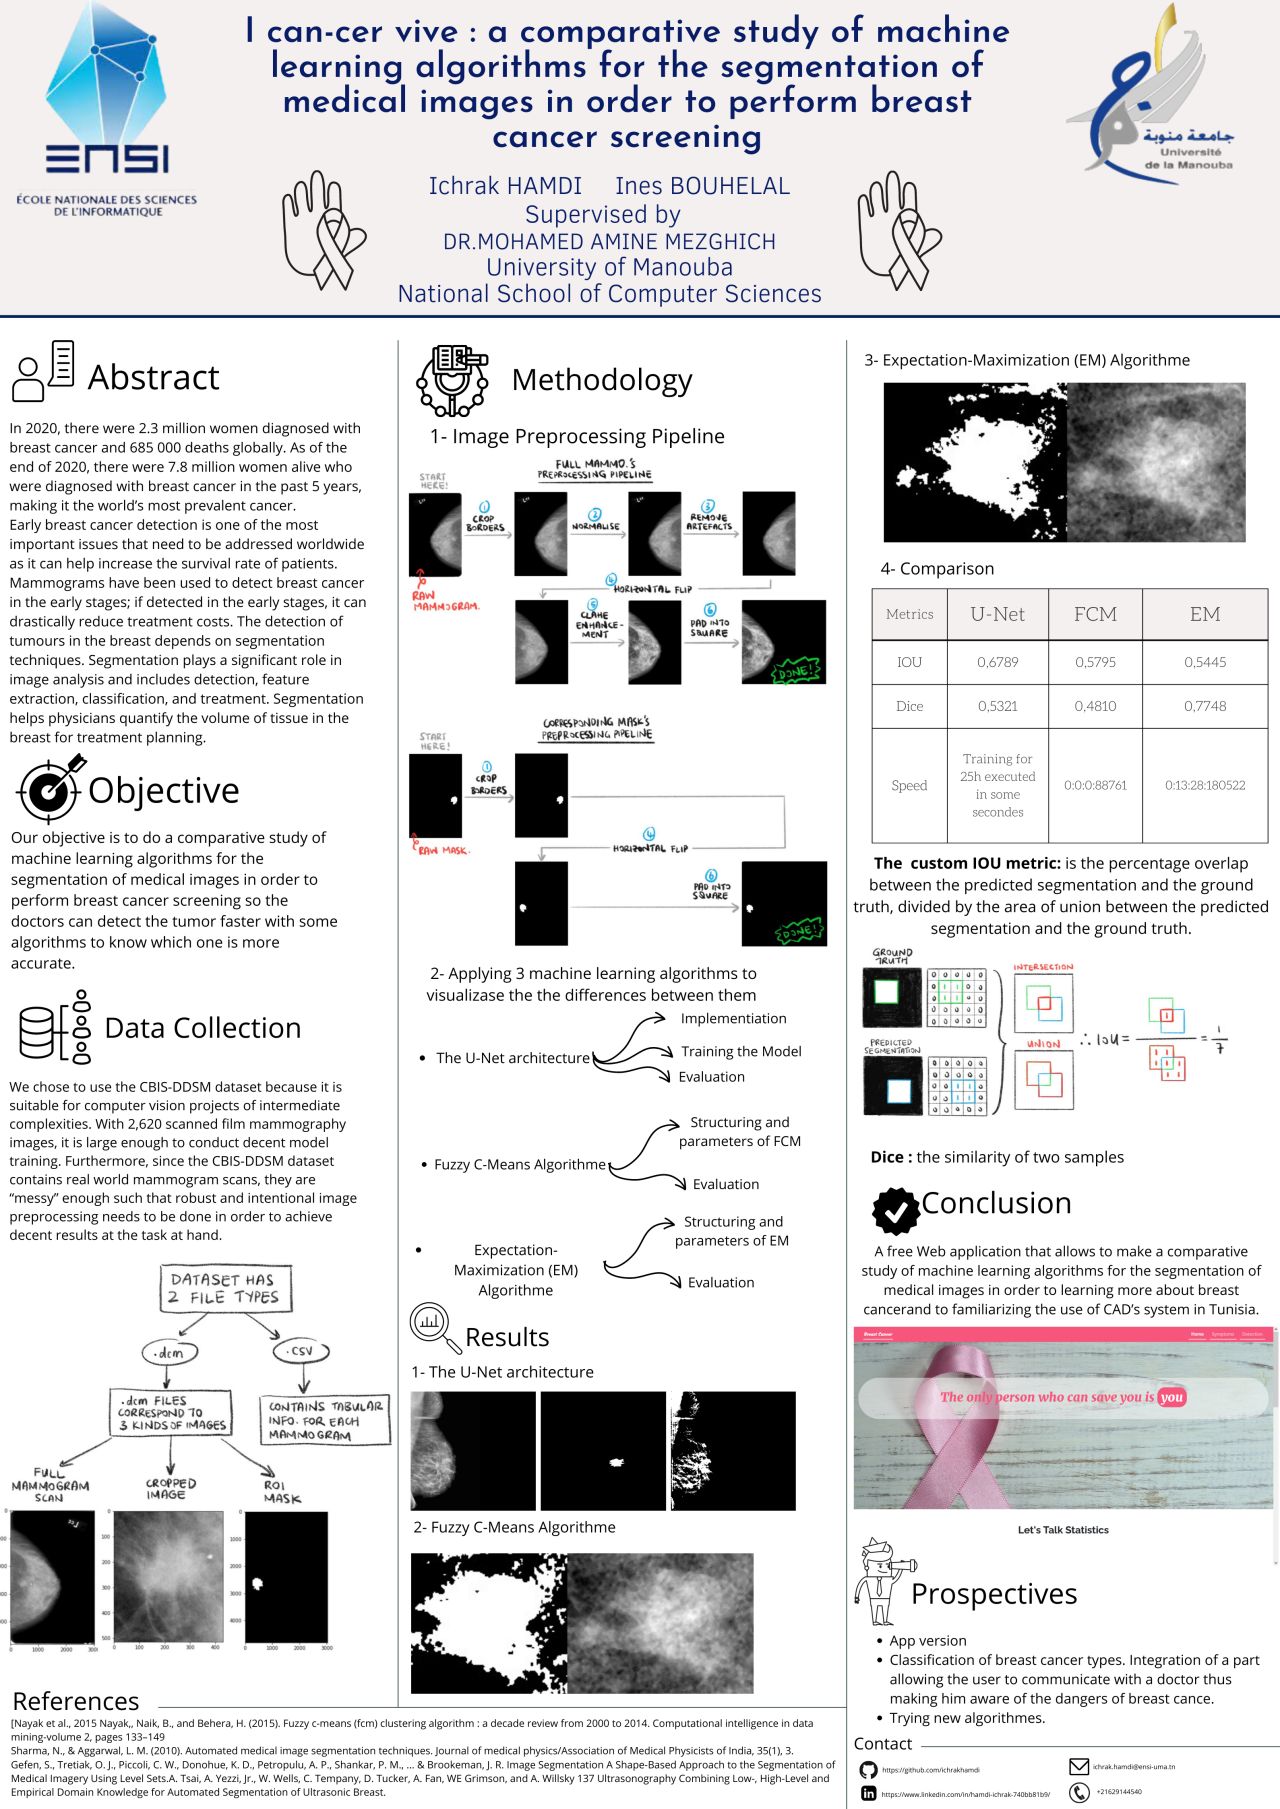 I can-cer vive : a comparative study of machine
learning algorithms for the segmentation of
medical images in order to perform breast
cancer screening
ENSI
ÉCOLE NATIONALE DES SCIENCES
DE L'INFORMATIQUE
جامعة منوبة
Université
de la Manouba
Ichrak HAMDI Ines BOUHELAL
Supervised by
DR.MOHAMED AMINE MEZGHICH
University of Manouba
National School of Computer Sciences
Abstract
In 2020, there were 2.3 million women diagnosed with
breast cancer and 685 000 deaths globally. As of the
end of 2020, there were 7.8 million women alive who
were diagnosed with breast cancer in the past 5 years,
making it the world's most prevalent cancer.
Early breast cancer detection is one of the most
important issues that need to be addressed worldwide
as it can help increase the survival rate of patients.
Mammograms have been used to detect breast cancer
in the early stages; if detected in the early stages, it can
drastically reduce treatment costs. The detection of
tumours in the breast depends on segmentation
techniques. Segmentation plays a significant role in
image analysis and includes detection, feature
extraction, classification, and treatment. Segmentation
helps physicians quantify the volume of tissue in the
breast for treatment planning.
Objective
Our objective is to do a comparative study of
machine learning algorithms for the
segmentation of medical images in order to
perform breast cancer screening so the
doctors can detect the tumor faster with some
algorithms to know which one is more
accurate.
Data Collection
We chose to use the CBIS-DDSM dataset because it is
suitable for computer vision projects of intermediate
complexities. With 2,620 scanned film mammography
images, it is large enough to conduct decent model
training. Furthermore, since the CBIS-DDSM dataset
contains real world mammogram scans, they are
“messy” enough such that robust and intentional image
preprocessing needs to be done in order to achieve
decent results at the task at hand.
DATASET HAS
2 FILE TYPES
.dcm
.CSV
.dcm FILES
CORRESPOND TO
3 KINDS OF IMAGES
CONTAINS TABULAR
INFO. FOR EACH
MAMMOGRAM
FULL
MAMMOGRAM
SCAN
CROPPED
IMAGE
ROI
MASK
0
0 1000 2000
0
100
200
300
400
500
0 100 200 300 400
0
1000
2000
3000
4000
0 1000 2000 3000
Methodology
1- Image Preprocessing Pipeline
FULL MAMMO.'S
PREPROCESSING PIPELINE
START
HERE!
1
CROP
BORDERS
2
NORMALISE
3
REMOVE
ARTEFACTS
RAW
MAMMOGRAM.
4
HORIZONTAL FLIP
5
CLAHE
ENHANCE-
MENT
6
PAD INTO
SQUARE
DONE!
CORRESPONDING MASK'S
PREPROCESSING PIPELINE
START
HERE!
1
CROP
BORDERS
RAW MASK.
4
HORIZONTAL FLIP
6
PAD INTO
SQUARE
DONE!
2- Applying 3 machine learning algorithms to
visualizase the the differences between them
• The U-Net architecture
Implementiation
Training the Model
Evaluation
• Fuzzy C-Means Algorithme
Structuring and
parameters of FCM
Evaluation
• Expectation-
Maximization (EM)
Algorithme
Structuring and
parameters of EM
Evaluation
Results
1- The U-Net architecture
2- Fuzzy C-Means Algorithme
3- Expectation-Maximization (EM) Algorithme
4- Comparison
Metrics U-Net FCM EM
IOU 0,6789 0,5795 0,5445
Dice 0,5321 0,4810 0,7748
Speed Training for 25h executed in some secondes 0:0:0:88761 0:13:28:180522
The custom IOU metric: is the percentage overlap
between the predicted segmentation and the ground
truth, divided by the area of union between the predicted
segmentation and the ground truth.
GROUND
TRUTH
PREDICTED
SEGMENTATION
INTERSECTION
UNION
∴ IOU = = 1/7
Dice : the similarity of two samples
Conclusion
A free Web application that allows to make a comparative
study of machine learning algorithms for the segmentation of
medical images in order to learning more about breast
cancerand to familiarizing the use of CAD's system in Tunisia.
Breast Cancer Home Symptoms Detection
The only person who can save you is you
Let's Talk Statistics
Prospectives
• App version
• Classification of breast cancer types. Integration of a part
allowing the user to communicate with a doctor thus
making him aware of the dangers of breast cance.
• Trying new algorithmes.
References
[Nayak et al., 2015 Nayak,, Naik, B., and Behera, H. (2015). Fuzzy c-means (fcm) clustering algorithm : a decade review from 2000 to 2014. Computational intelligence in data
mining-volume 2, pages 133–149
Sharma, N., & Aggarwal, L. M. (2010). Automated medical image segmentation techniques. Journal of medical physics/Association of Medical Physicists of India, 35(1), 3.
Gefen, S., Tretiak, O. J., Piccoli, C. W., Donohue, K. D., Petropulu, A. P., Shankar, P. M., ... & Brookeman, J. R. Image Segmentation A Shape-Based Approach to the Segmentation of
Medical Imagery Using Level Sets.A. Tsai, A. Yezzi, Jr., W. Wells, C. Tempany, D. Tucker, A. Fan, WE Grimson, and A. Willsky 137 Ultrasonography Combining Low-, High-Level and
Empirical Domain Knowledge for Automated Segmentation of Ultrasonic Breast.
Contact
https://github.com/ichrakhamdi
ichrak.hamdi@ensi-uma.tn
https://www.linkedin.com/in/hamdi-ichrak-740bb81b9/
+21629144540